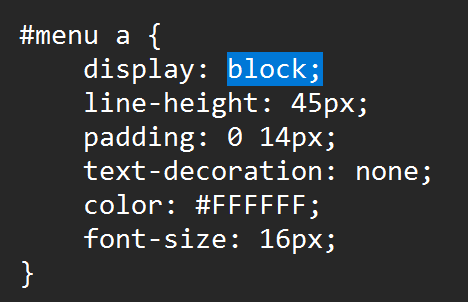 #menu a {
    display: block;
    line-height: 45px;
    padding: 0 14px;
    text-decoration: none;
    color: #FFFFFF;
    font-size: 16px;
}